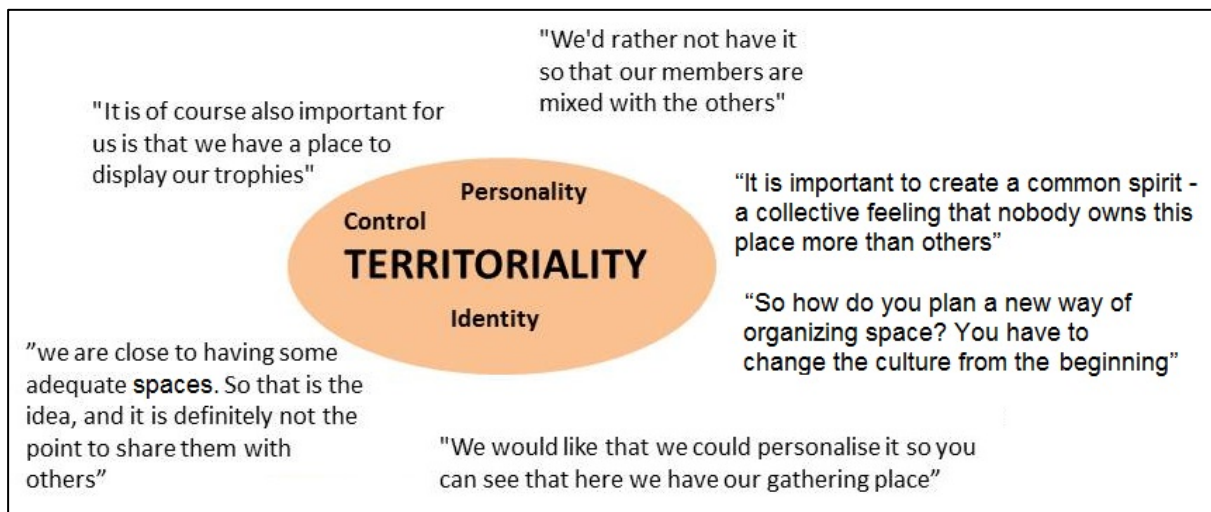 "We'd rather not have it
so that our members are
mixed with the others"
"It is of course also important for
us is that we have a place to
display our trophies"
Personality
Control
TERRITORIALITY
Identity
“It is important to create a common spirit -
a collective feeling that nobody owns this
place more than others”
“So how do you plan a new way of
organizing space? You have to
change the culture from the beginning”
”we are close to having some
adequate spaces. So that is the
idea, and it is definitely not the
point to share them with
others”
"We would like that we could personalise it so you
can see that here we have our gathering place”